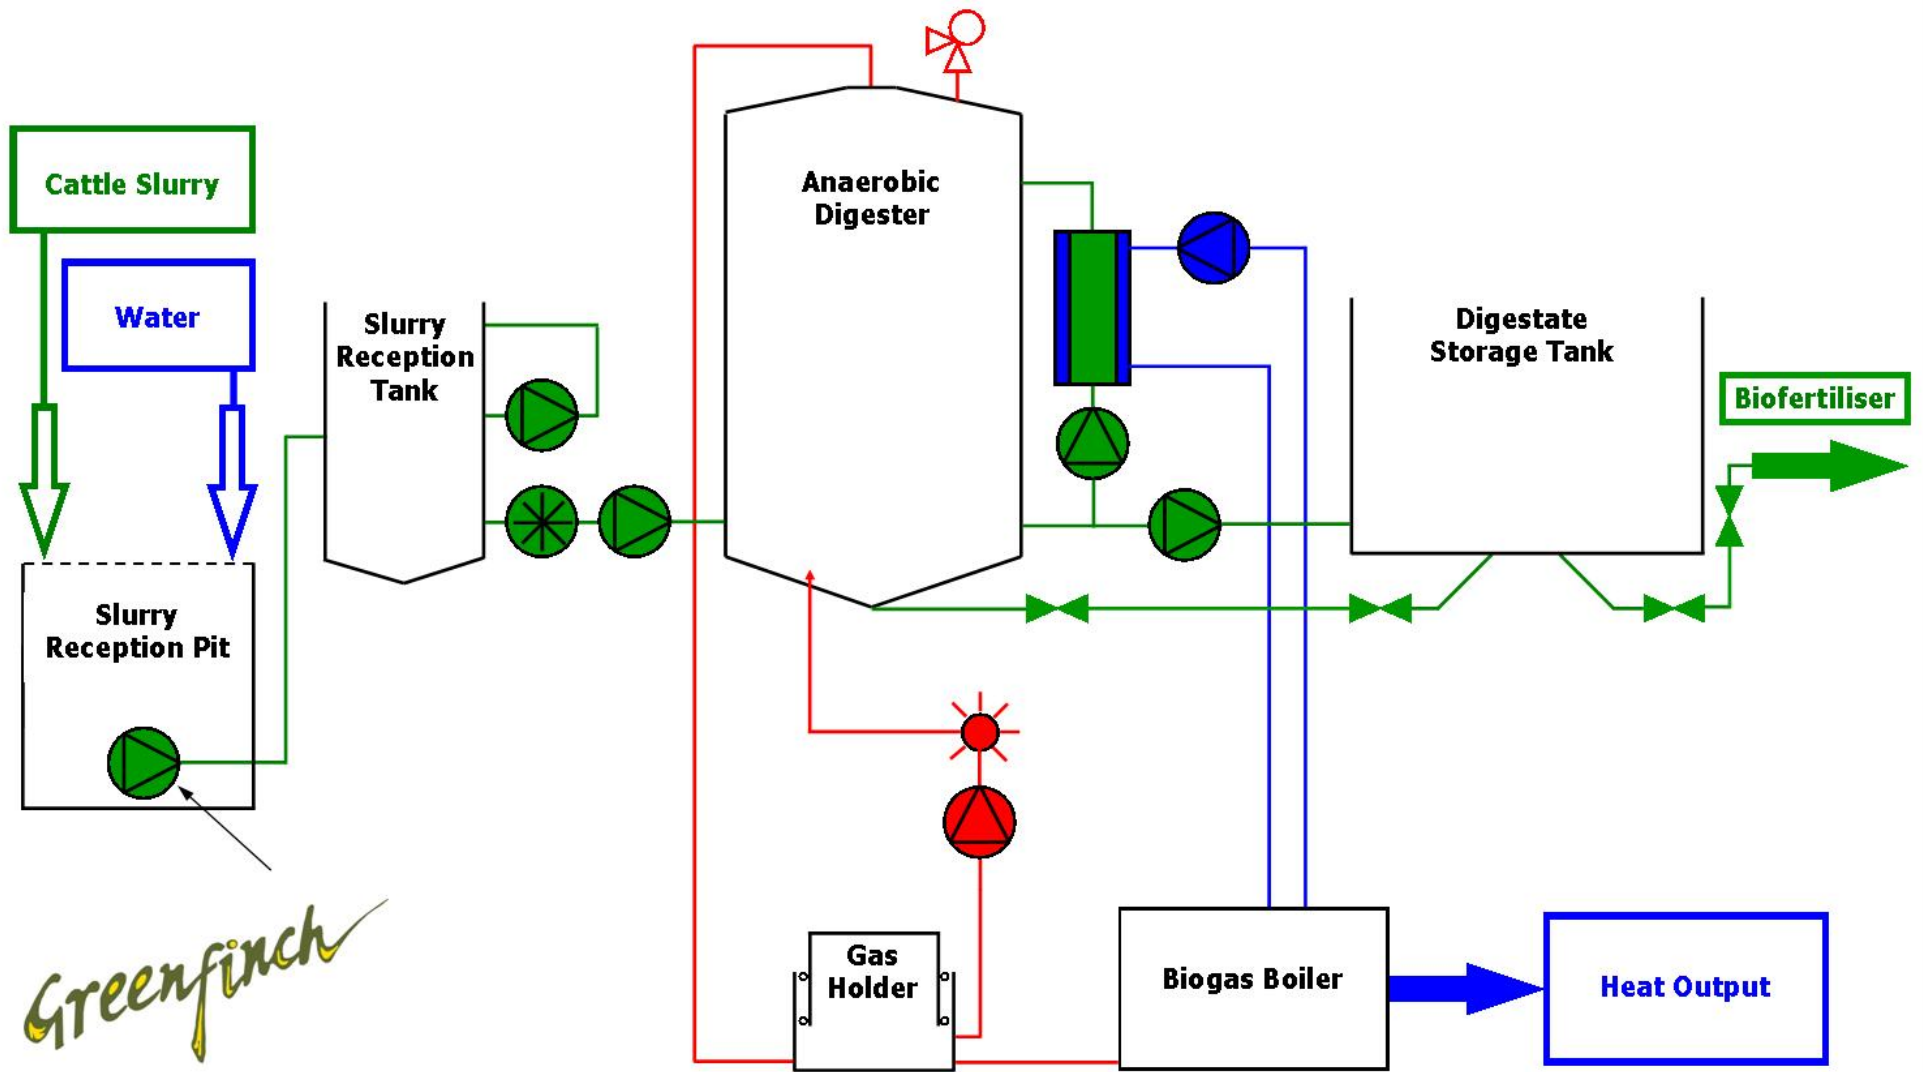 Cattle Slurry
Water
Slurry
Reception
Tank
Slurry
Reception Pit
Anaerobic
Digester
Digestate
Storage Tank
Biofertiliser
Gas
Holder
Biogas Boiler
Heat Output
Greenfinch